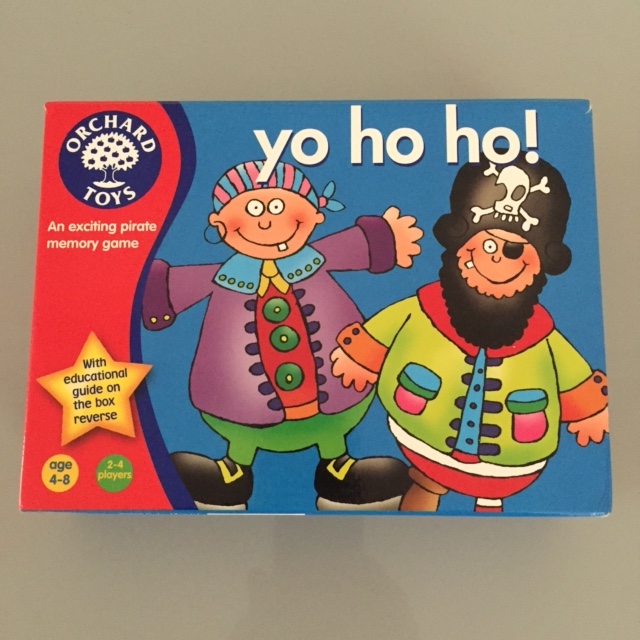 yo ho ho!
ORCHARD
TOYS
An exciting pirate
memory game
With
educational
guide on
the box
reverse
age
4-8
2-4
players